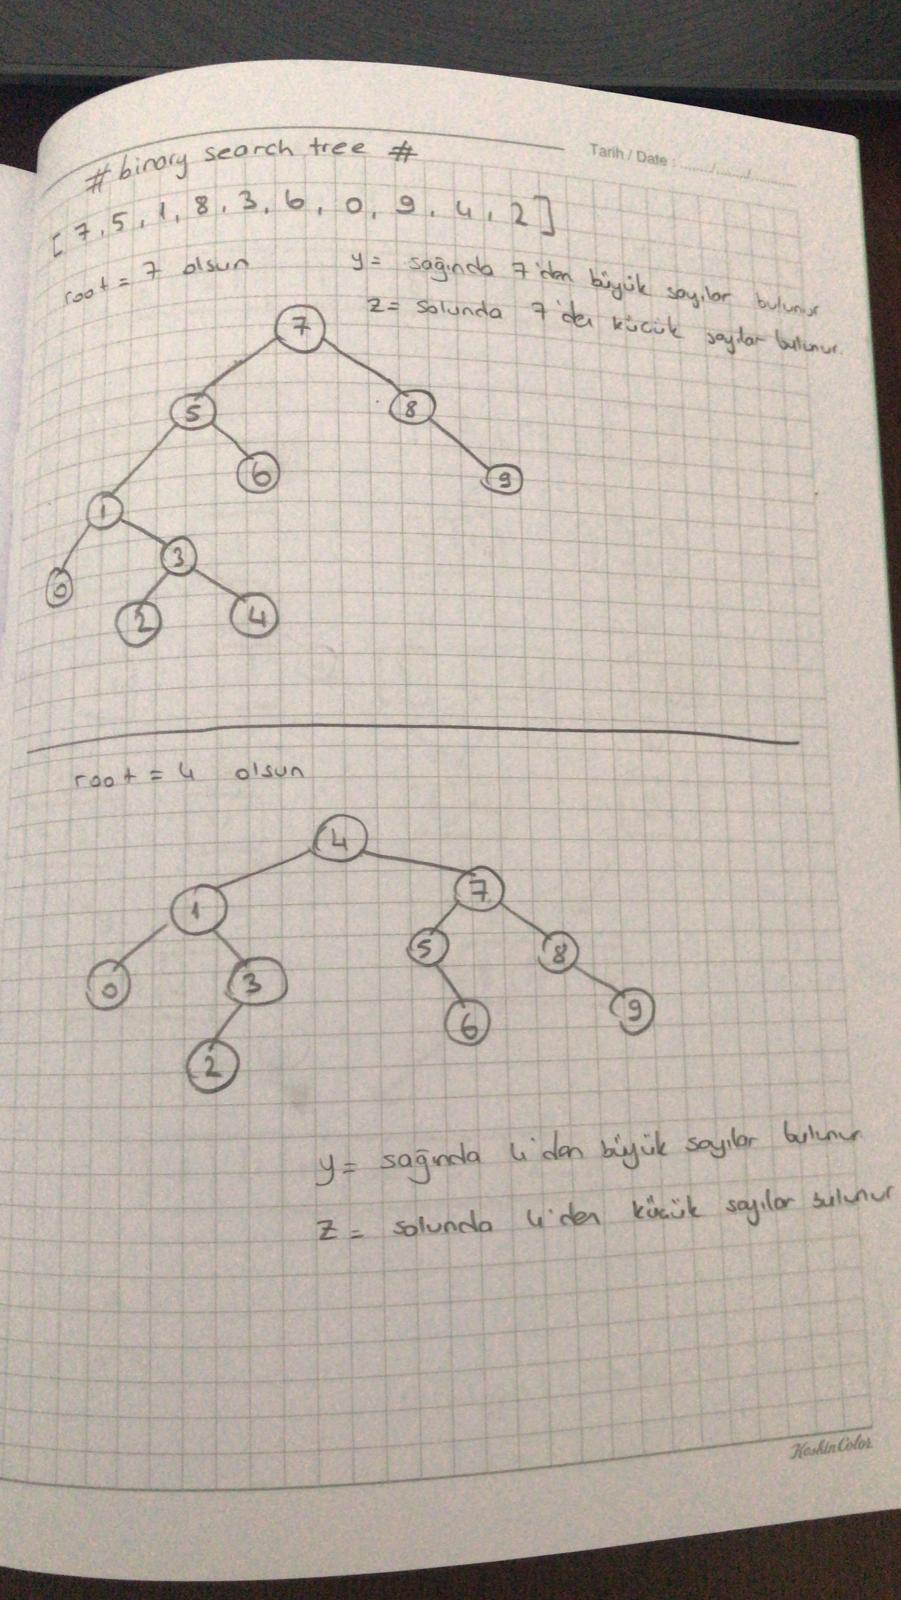 # binary search tree #
Tarih / Date : ...../...../..........
[ 7, 5, 1, 8, 3, 6, 0, 9, 4, 2 ]
root = 7 olsun
y = sağında 7'den büyük sayılar bulunur
z = solunda 7'den küçük sayılar bulunur.
7
5 8
6 9
1
3
0
2 4
root = 4 olsun
4
1 7
5 8
0 3
6 9
2
y = sağında 4'den büyük sayılar bulunur
z = solunda 4'den küçük sayılar bulunur
KeskinColor